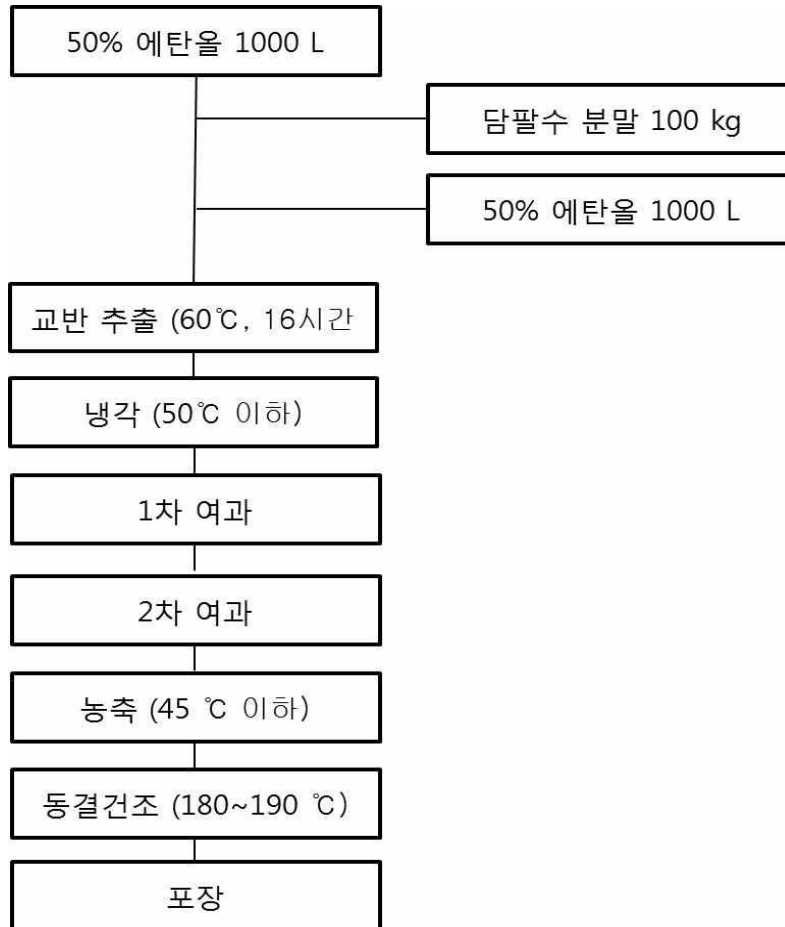 50% 에탄올 1000 L
담팔수 분말 100 kg
50% 에탄올 1000 L
교반 추출 (60℃, 16시간
냉각 (50℃ 이하)
1차 여과
2차 여과
농축 (45 ℃ 이하)
동결건조 (180~190 ℃)
포장